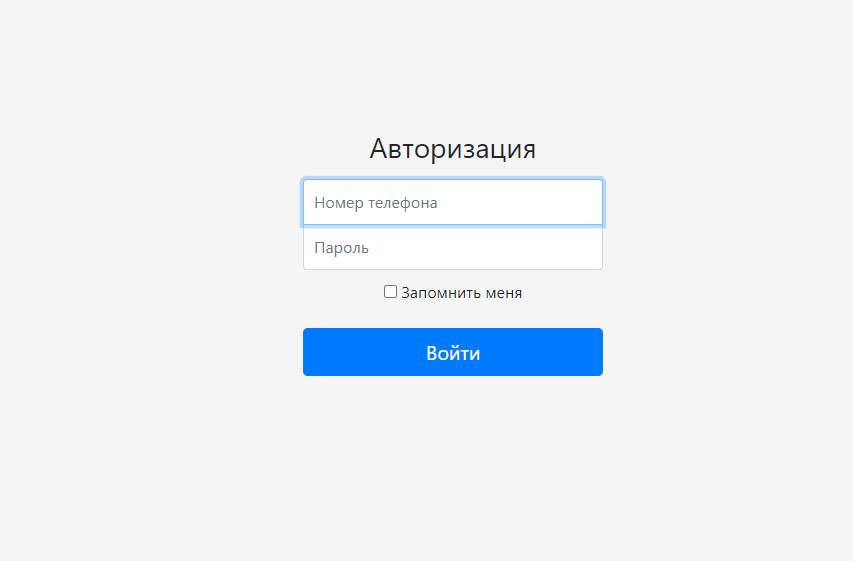 Авторизация
Номер телефона
Пароль
Запомнить меня
Войти